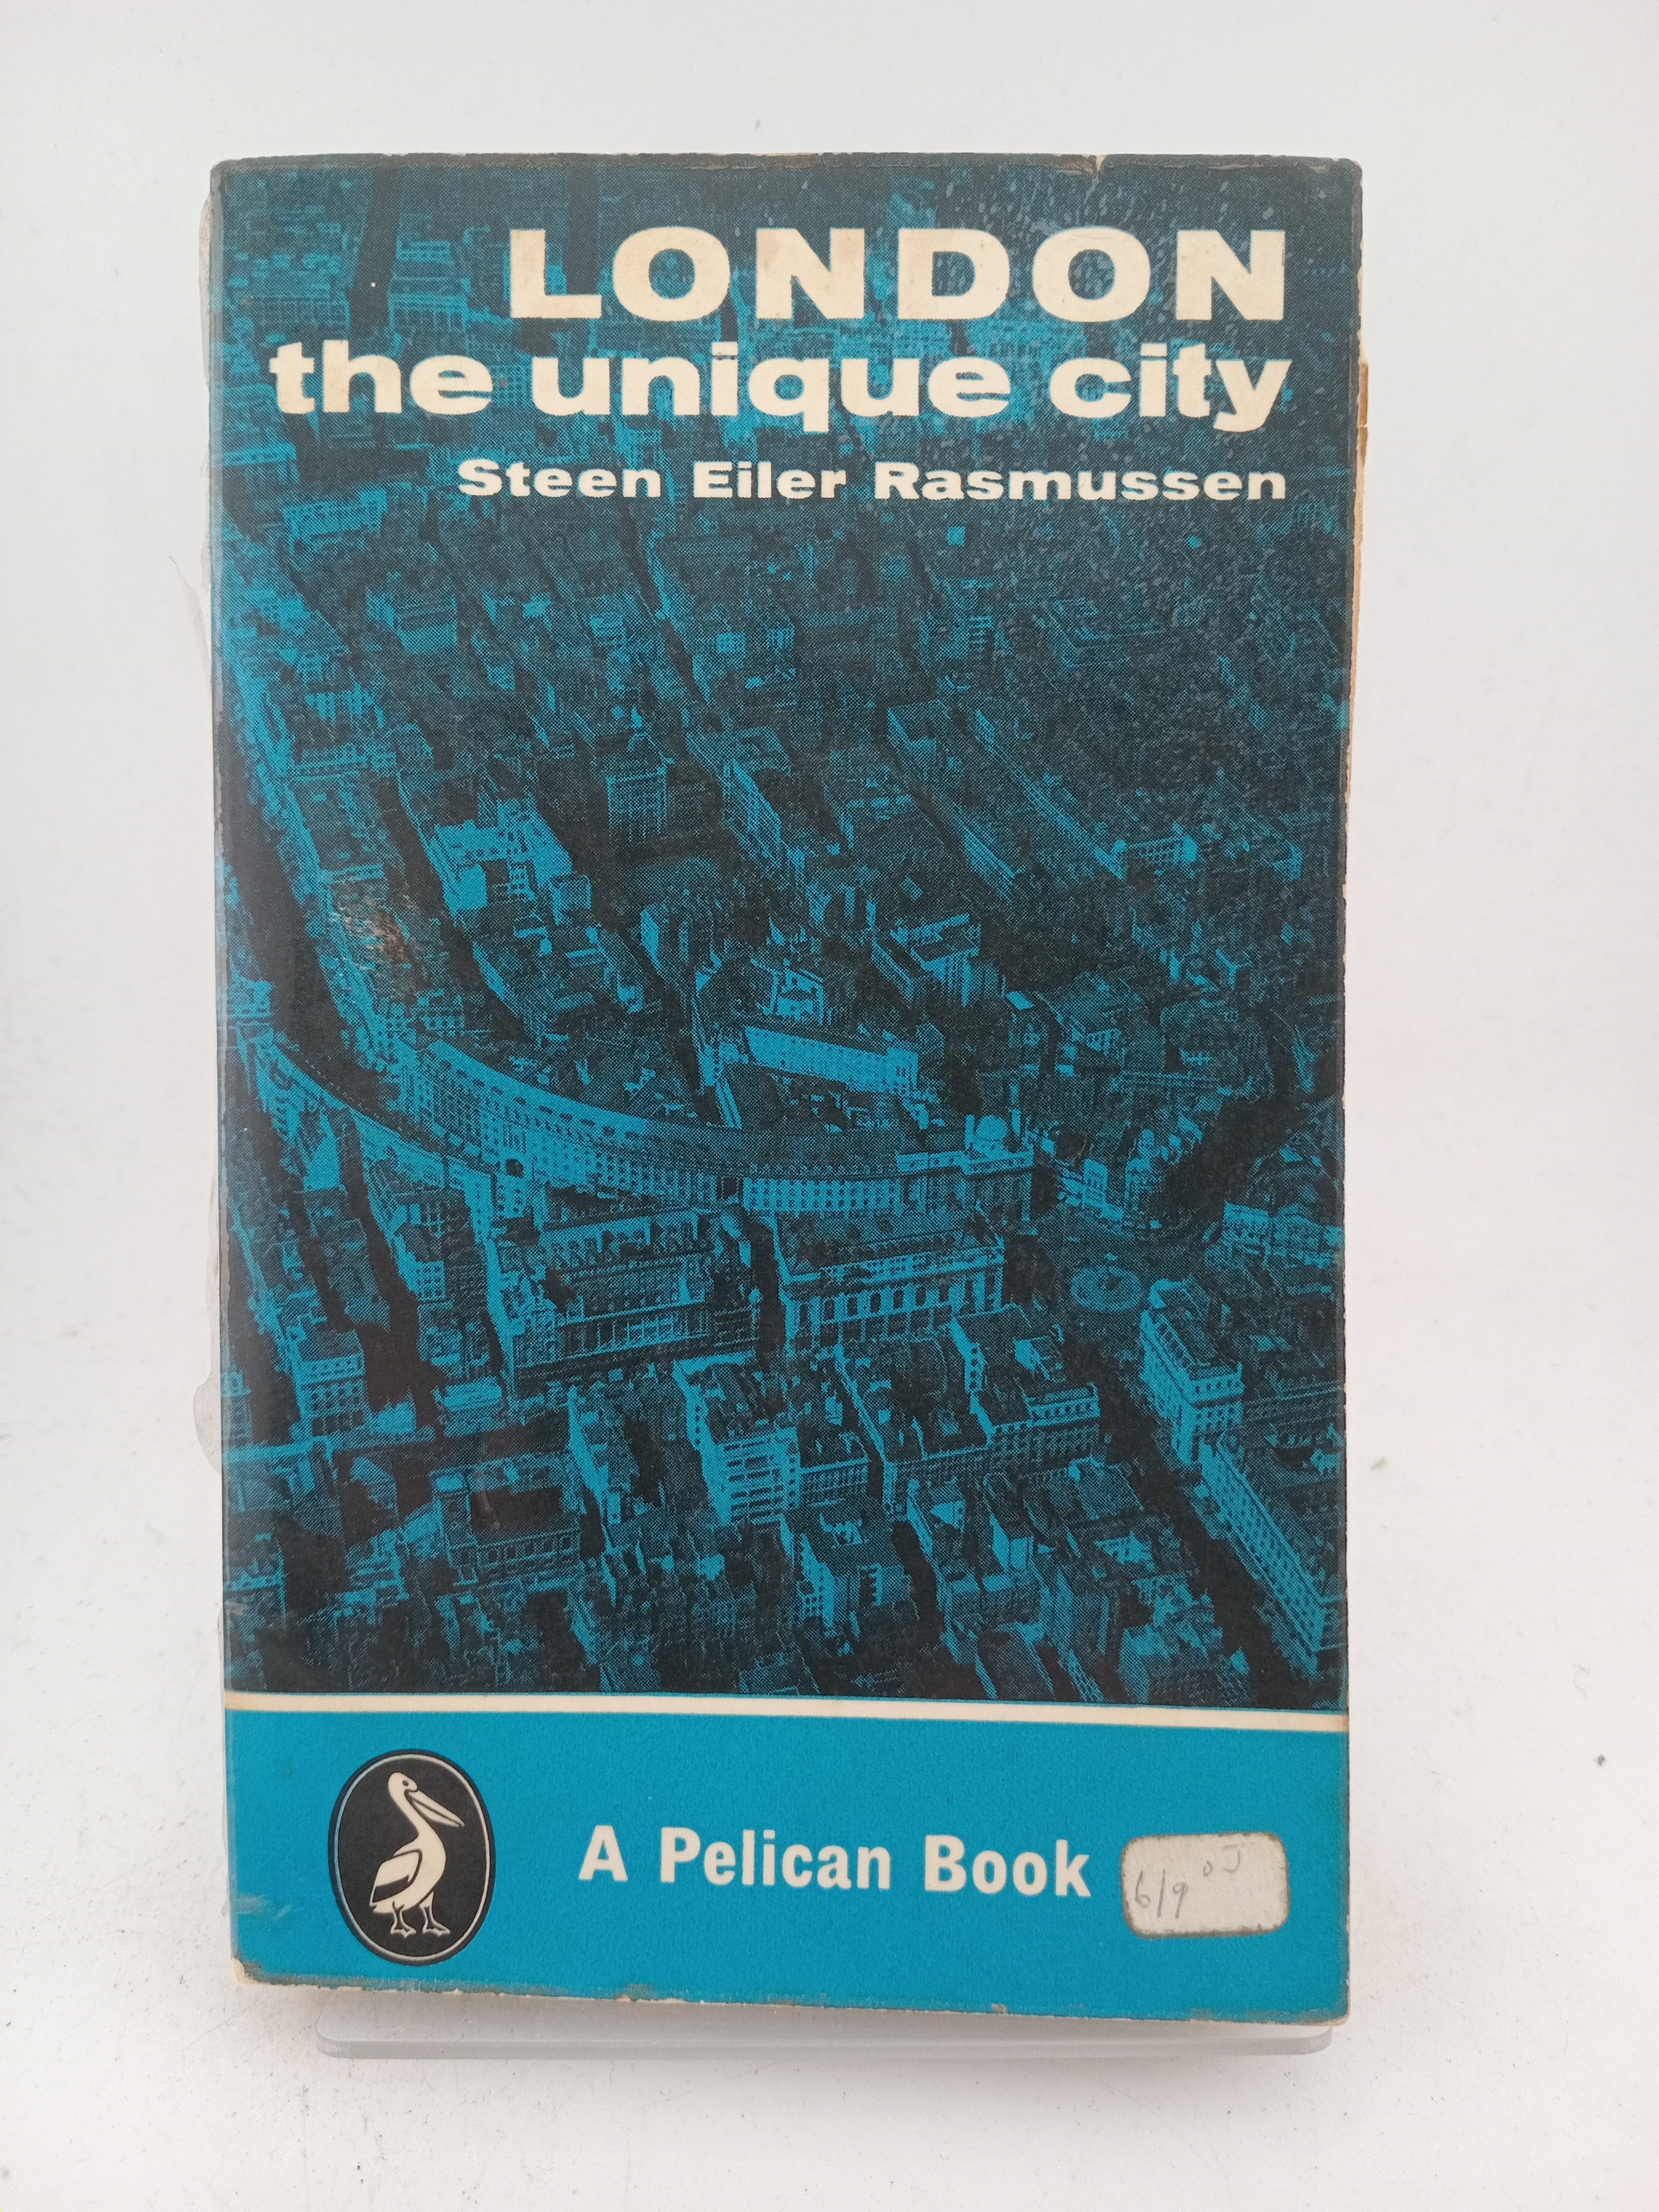 LONDON
the unique city
Steen Eiler Rasmussen
A Pelican Book
6/9